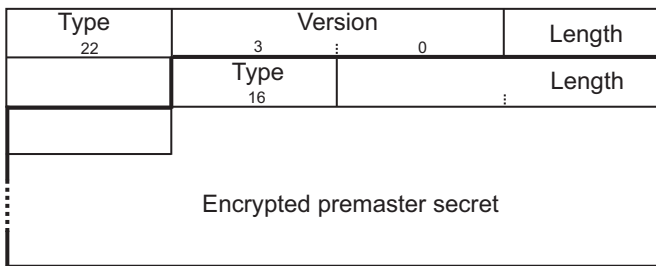 Type Version Length
22 3 0
Type Length
16
Encrypted premaster secret